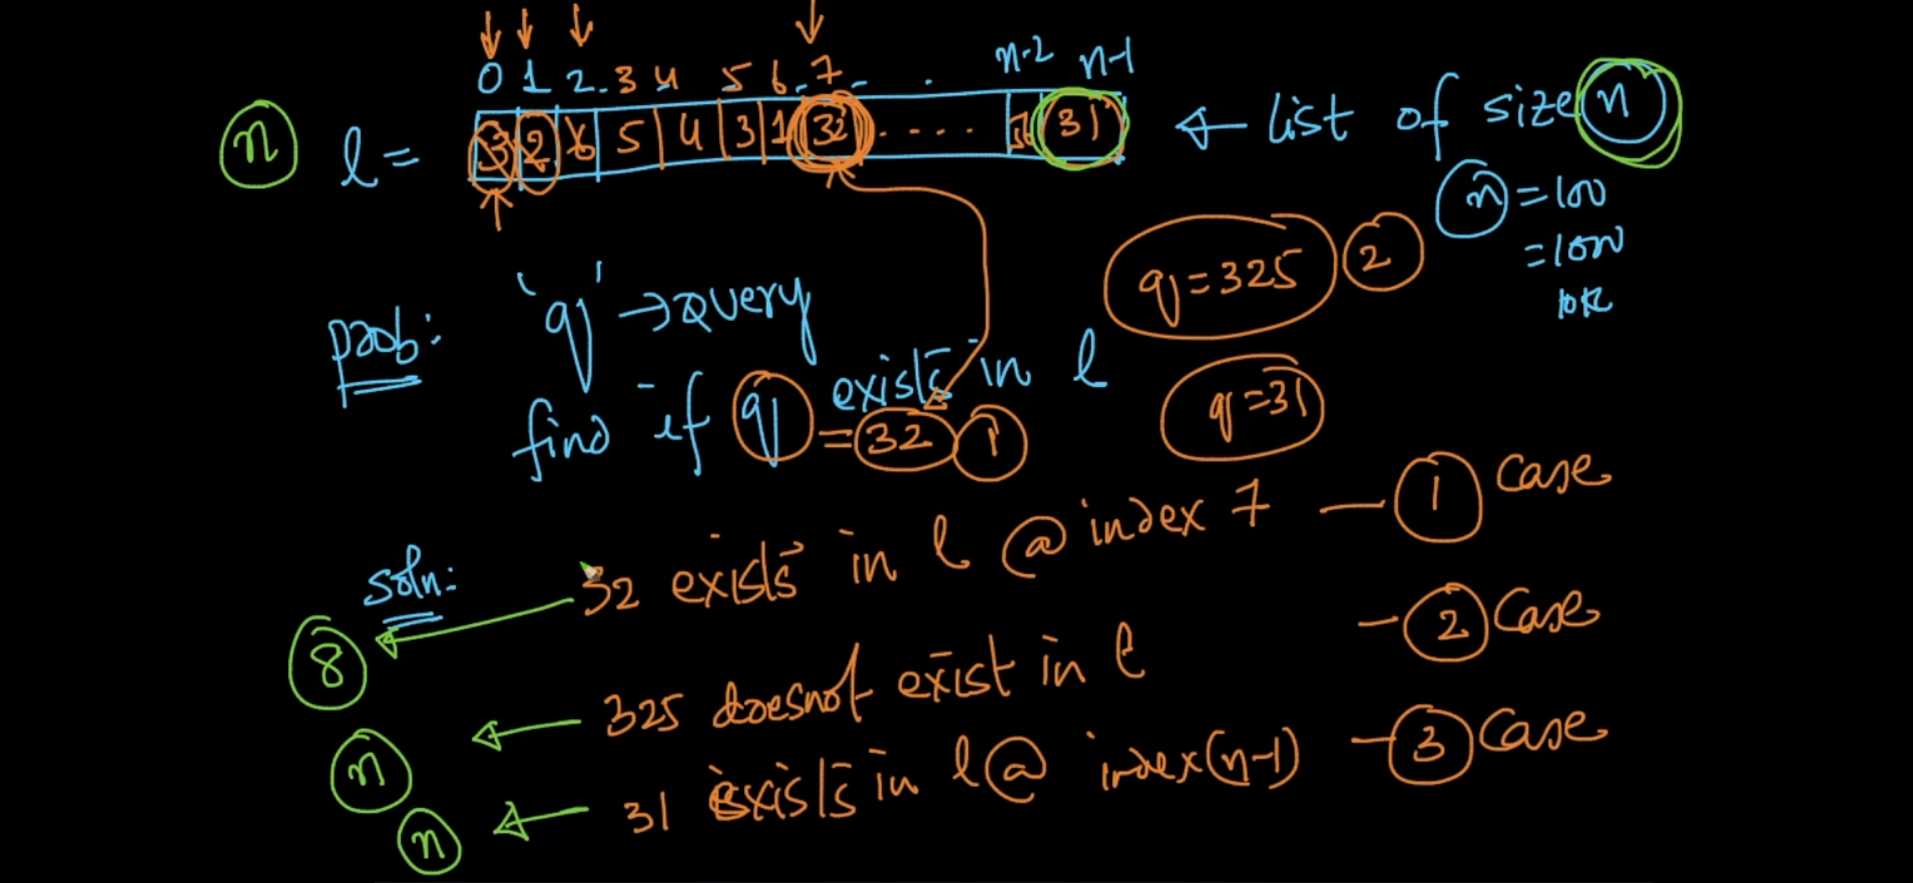 0 1 2 . 3 4 5 6 . 7 - . n-2 n-1
n l = 3 2 5 4 3 1 32 . . . . 31 ← list of size n
n = 100
= 1000
10k
q = 325 2
prob: 'q' → query
find if q exists in l
= 32 1
q = 31
soln:
8 ← 32 exists in l @ index 7 — 1 case
n ← 325 doesnot exist in l - 2 case
n ← 31 exists in l @ index (n-1) - 3 case